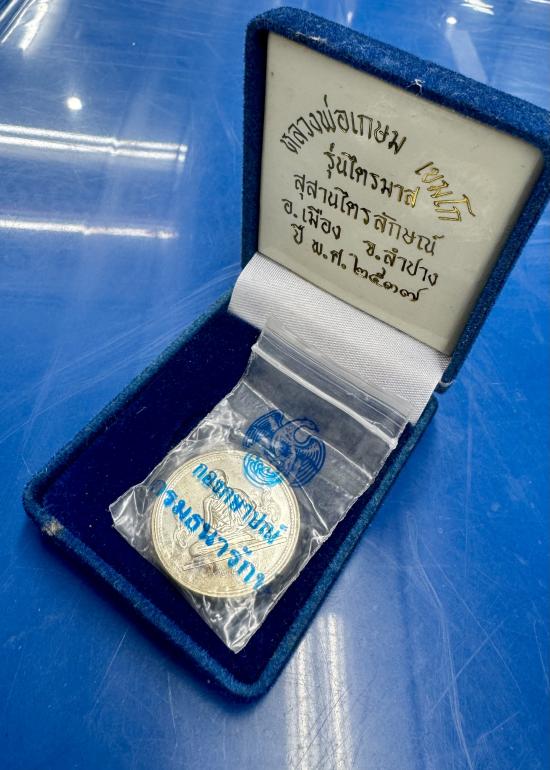 หลวงพ่อเกษม เขมโก
รุ่นไตรมาส
สุสานไตรลักษณ์
อ.เมือง จ.ลำปาง
ปี พ.ศ.๒๕๓๗
กองกษาปณ์
กรมธนารักษ์